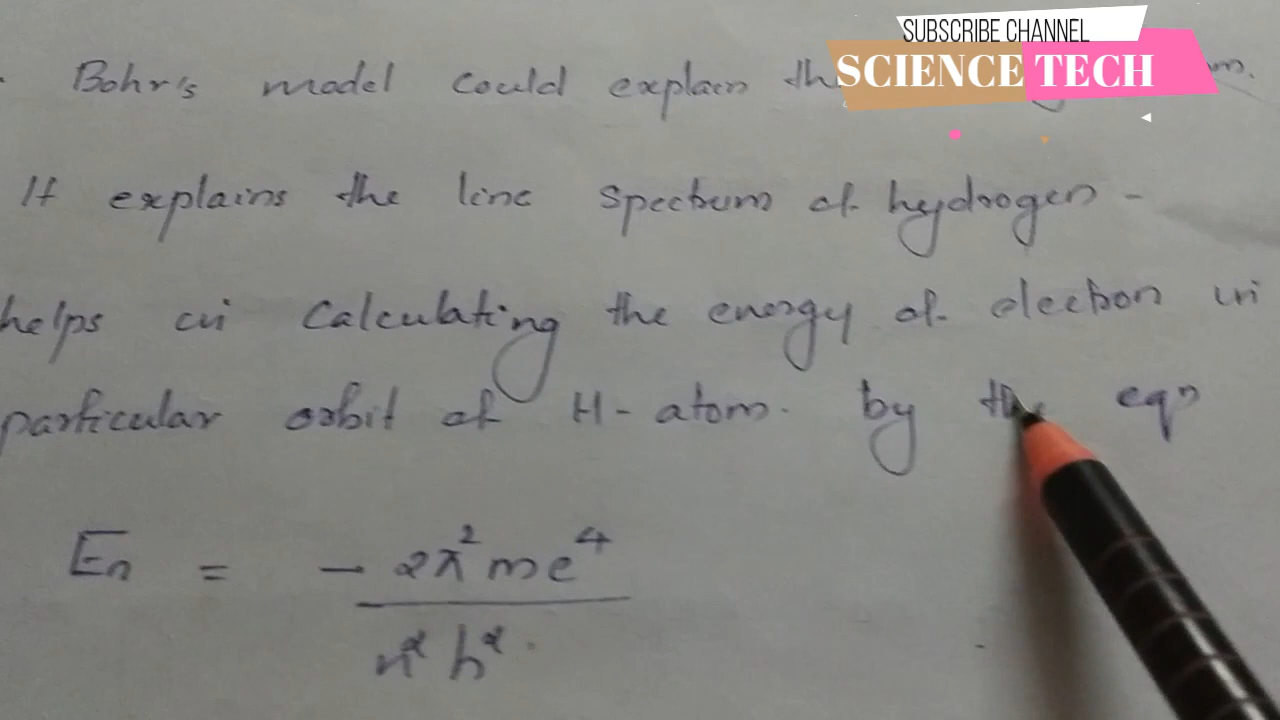 SUBSCRIBE CHANNEL
SCIENCE TECH
Bohr's model could explain the
It explains the line spectrum of hydrogen -
helps in calculating the energy of electron in
particular orbit of H-atom. by the eqn
En = - 2π²me⁴
n²h².